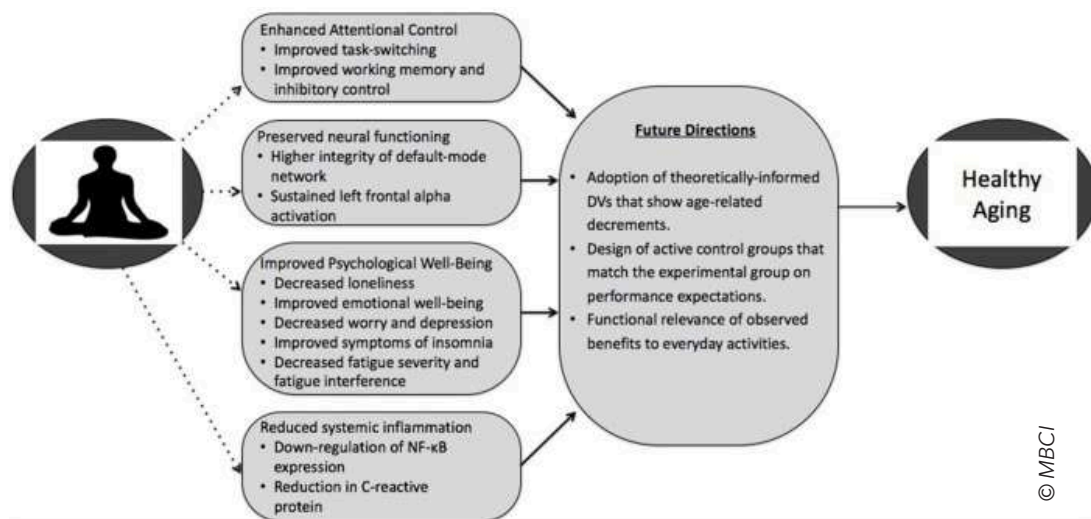 Enhanced Attentional Control
• Improved task-switching
• Improved working memory and
inhibitory control
Preserved neural functioning
• Higher integrity of default-mode
network
• Sustained left frontal alpha
activation
Improved Psychological Well-Being
• Decreased loneliness
• Improved emotional well-being
• Decreased worry and depression
• Improved symptoms of insomnia
• Decreased fatigue severity and
fatigue interference
Reduced systemic inflammation
• Down-regulation of NF-κB
expression
• Reduction in C-reactive
protein
Future Directions
• Adoption of theoretically-informed
DVs that show age-related
decrements.
• Design of active control groups that
match the experimental group on
performance expectations.
• Functional relevance of observed
benefits to everyday activities.
Healthy
Aging
© MBCI